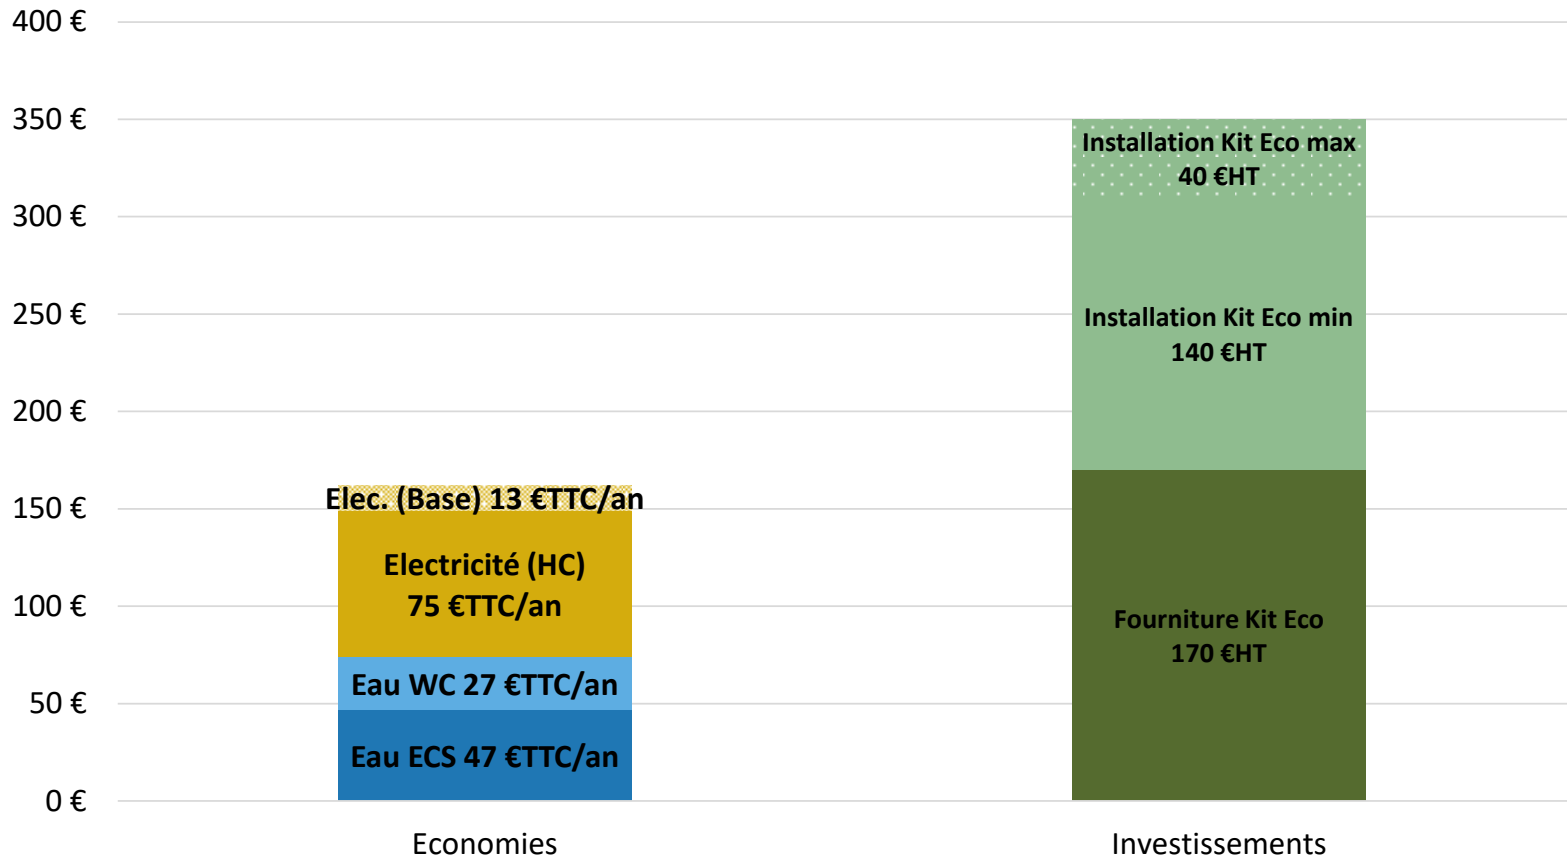 400 €
350 €
300 €
250 €
200 €
150 €
100 €
50 €
0 €
Elec. (Base) 13 €TTC/an
Electricité (HC)
75 €TTC/an
Eau WC 27 €TTC/an
Eau ECS 47 €TTC/an
Installation Kit Eco max
40 €HT
Installation Kit Eco min
140 €HT
Fourniture Kit Eco
170 €HT
Economies
Investissements